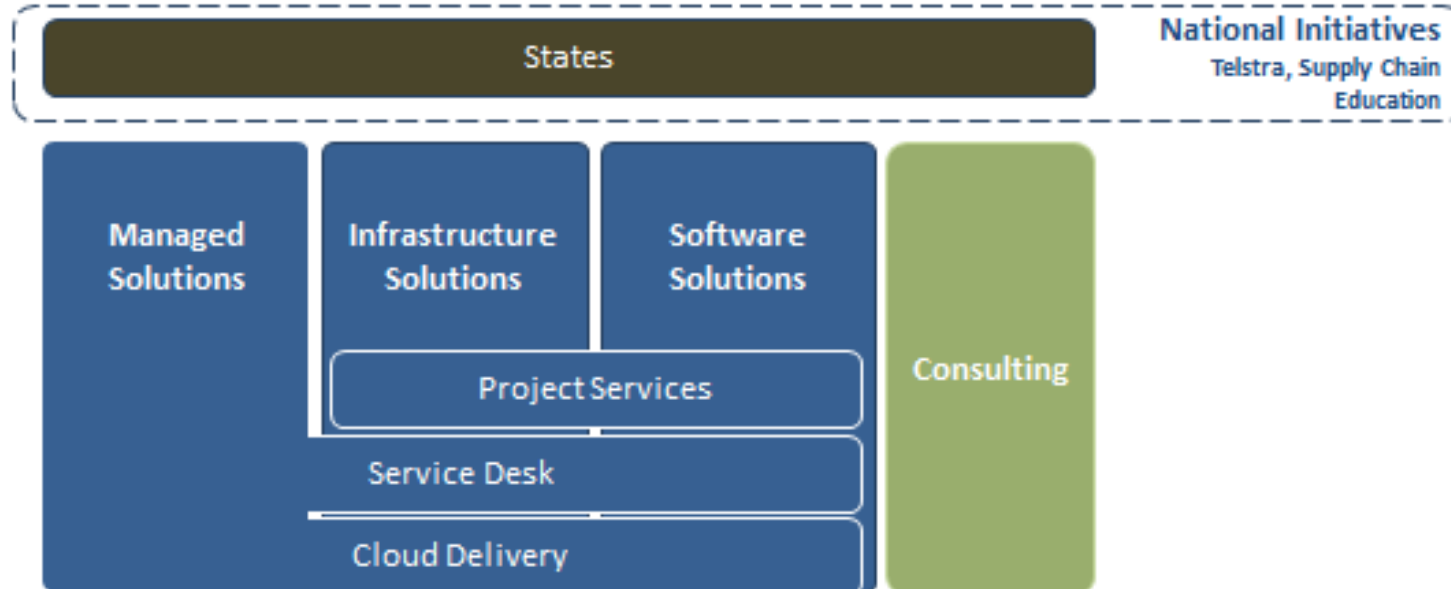 States
National Initiatives
Telstra, Supply Chain
Education
Managed
Solutions
Infrastructure
Solutions
Software
Solutions
Consulting
Project Services
Service Desk
Cloud Delivery